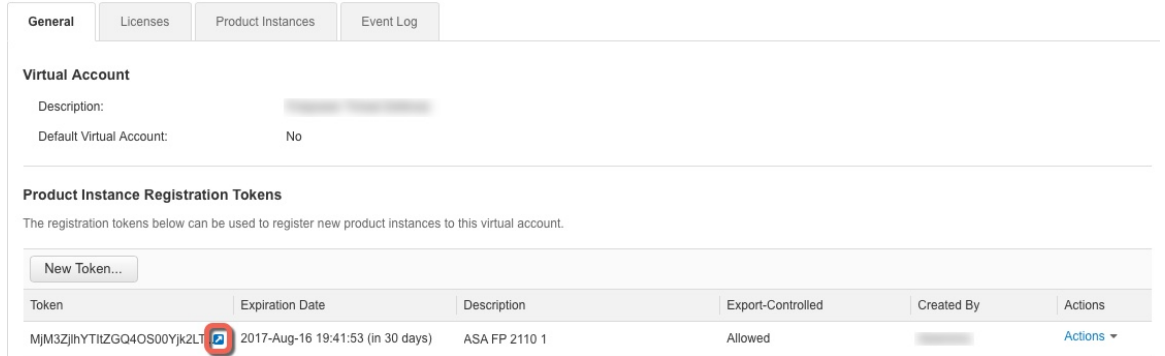 General Licenses Product Instances Event Log
Virtual Account
Description:
Default Virtual Account: No
Product Instance Registration Tokens
The registration tokens below can be used to register new product instances to this virtual account.
New Token...
Token Expiration Date Description Export-Controlled Created By Actions
2017-Aug-16 19:41:53 (in 30 days) ASA FP 2110 1 Allowed Actions